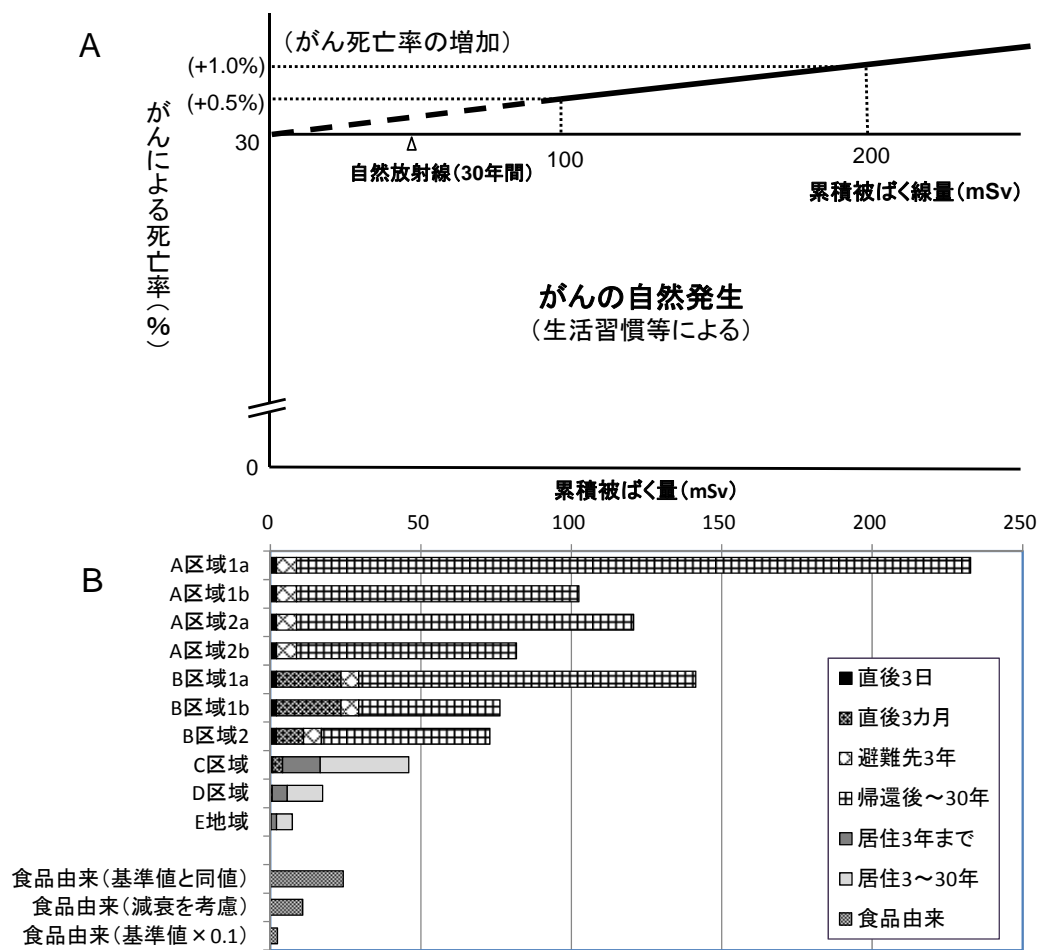 A
（がん死亡率の増加）
(+1.0%)
(+0.5%)
がんによる死亡率（％）
30
自然放射線（30年間）
100
200
累積被ばく線量（mSv）
がんの自然発生
（生活習慣等による）
0
累積被ばく量（mSv）
0 50 100 150 200 250
B
A区域1a
A区域1b
A区域2a
A区域2b
B区域1a
B区域1b
B区域2
C区域
D区域
E地域
食品由来（基準値と同値）
食品由来（減衰を考慮）
食品由来（基準値×0.1）
直後3日
直後3カ月
避難先3年
帰還後～30年
居住3年まで
居住3～30年
食品由来